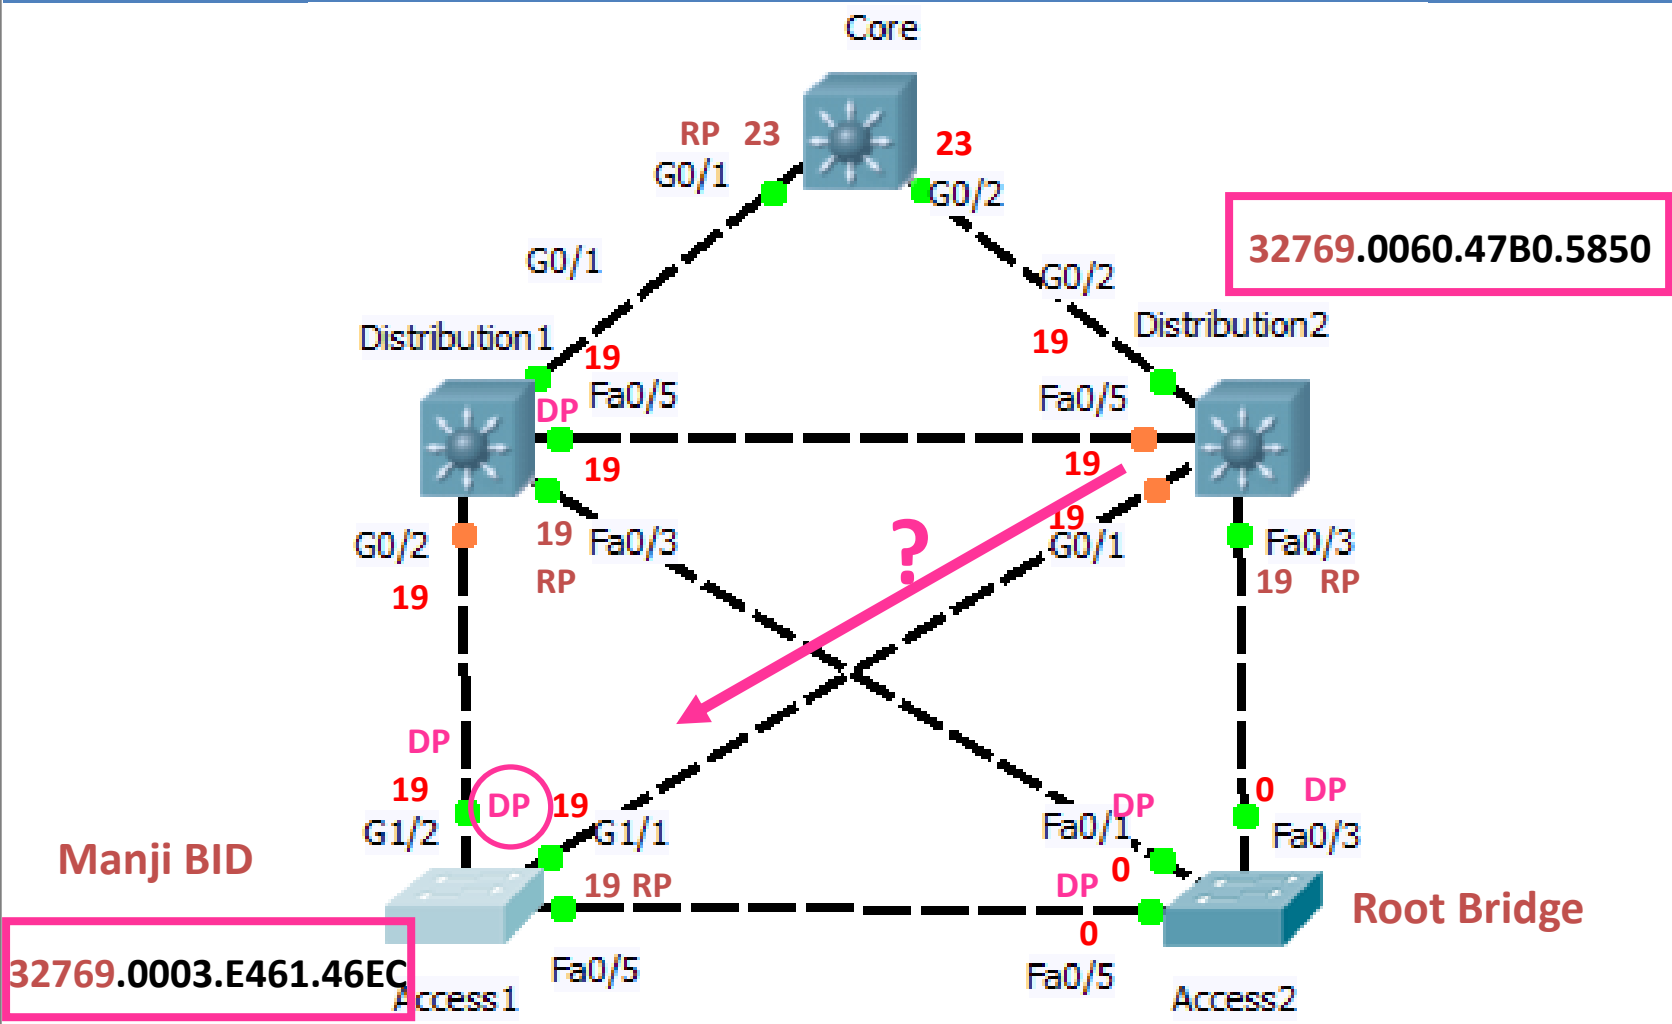 Core
RP 23
23
G0/1
G0/2
32769.0060.47B0.5850
G0/1
G0/2
Distribution1
19
19
Distribution2
Fa0/5
Fa0/5
DP
19
19
?
19
G0/2
19
Fa0/3
G0/1
Fa0/3
RP
19 RP
19
DP
19
DP
19
DP
0
DP
G1/2
G1/1
Fa0/1
Fa0/3
Manji BID
0
19 RP
DP
Root Bridge
0
32769.0003.E461.46EC
Fa0/5
Fa0/5
Access1
Access2